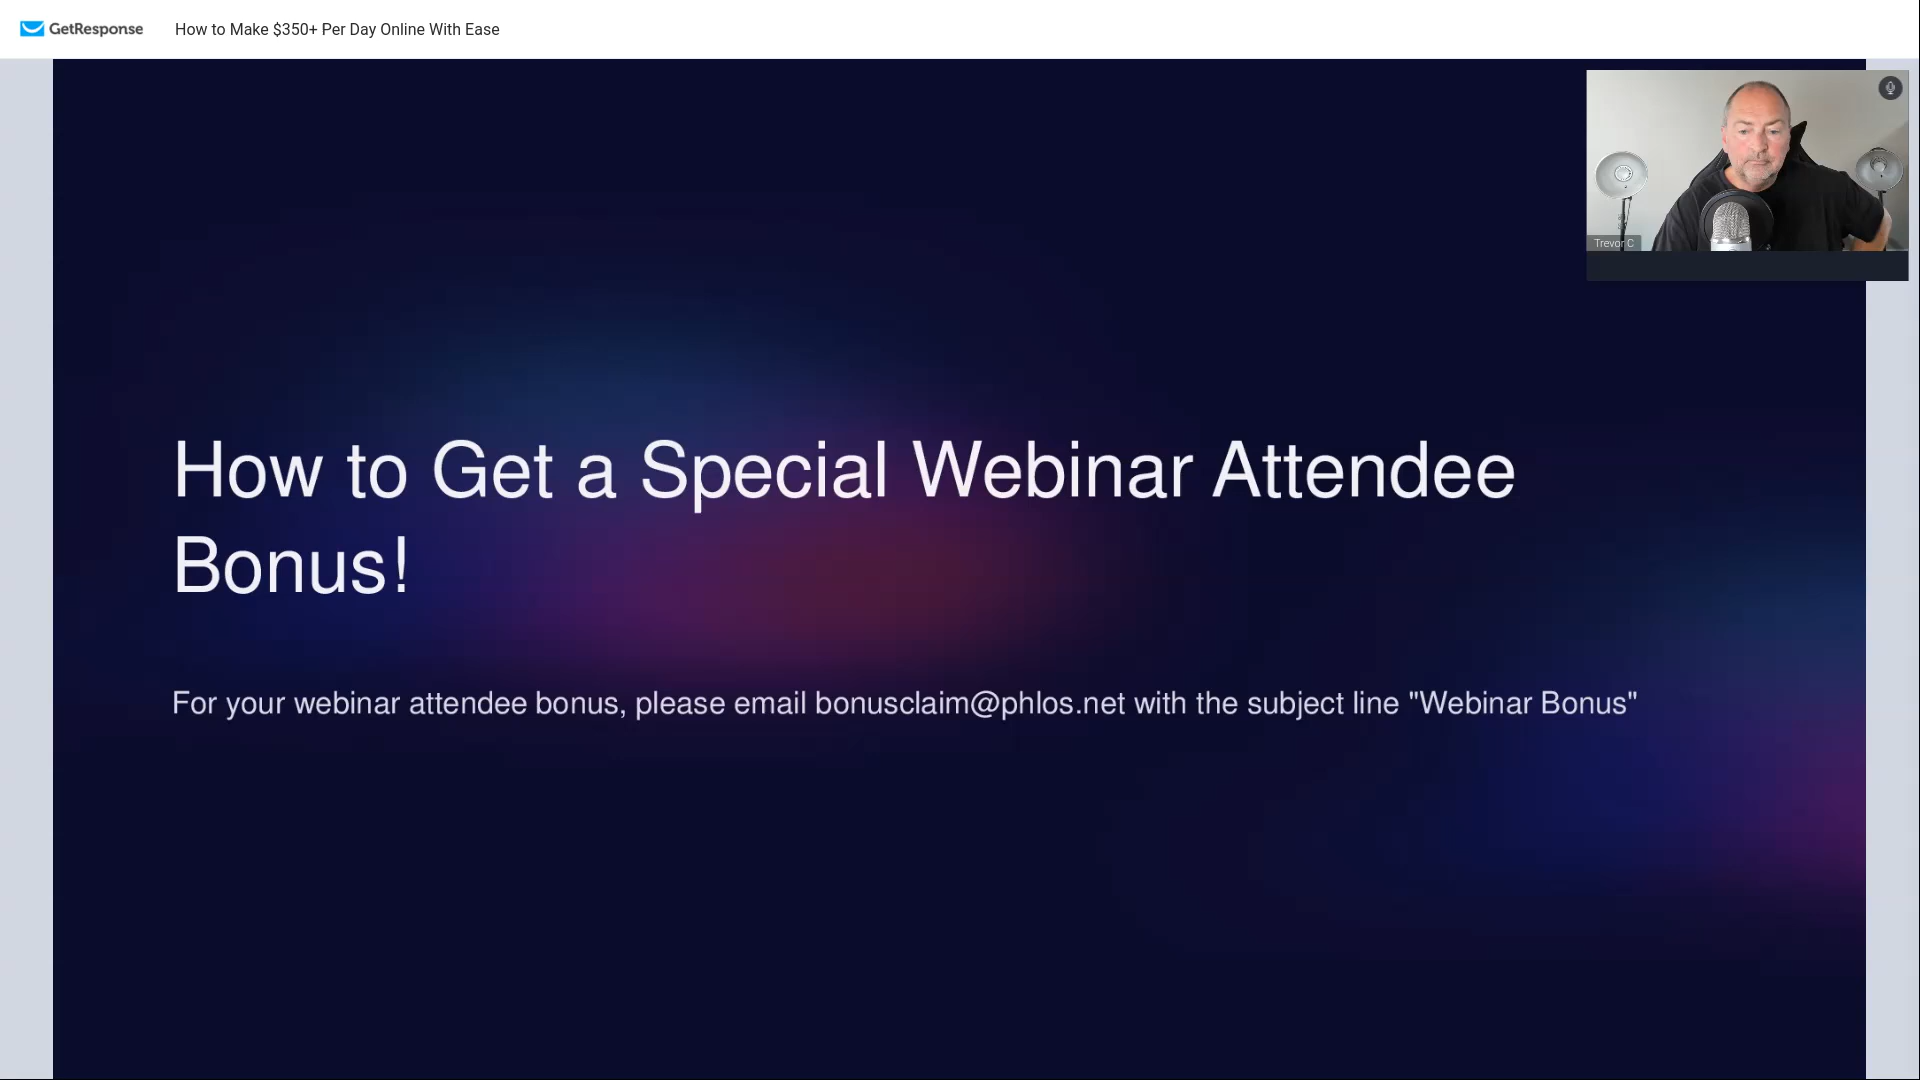 GetResponse
How to Make $350+ Per Day Online With Ease
Trevor C
How to Get a Special Webinar Attendee
Bonus!
For your webinar attendee bonus, please email bonusclaim@phlos.net with the subject line "Webinar Bonus"